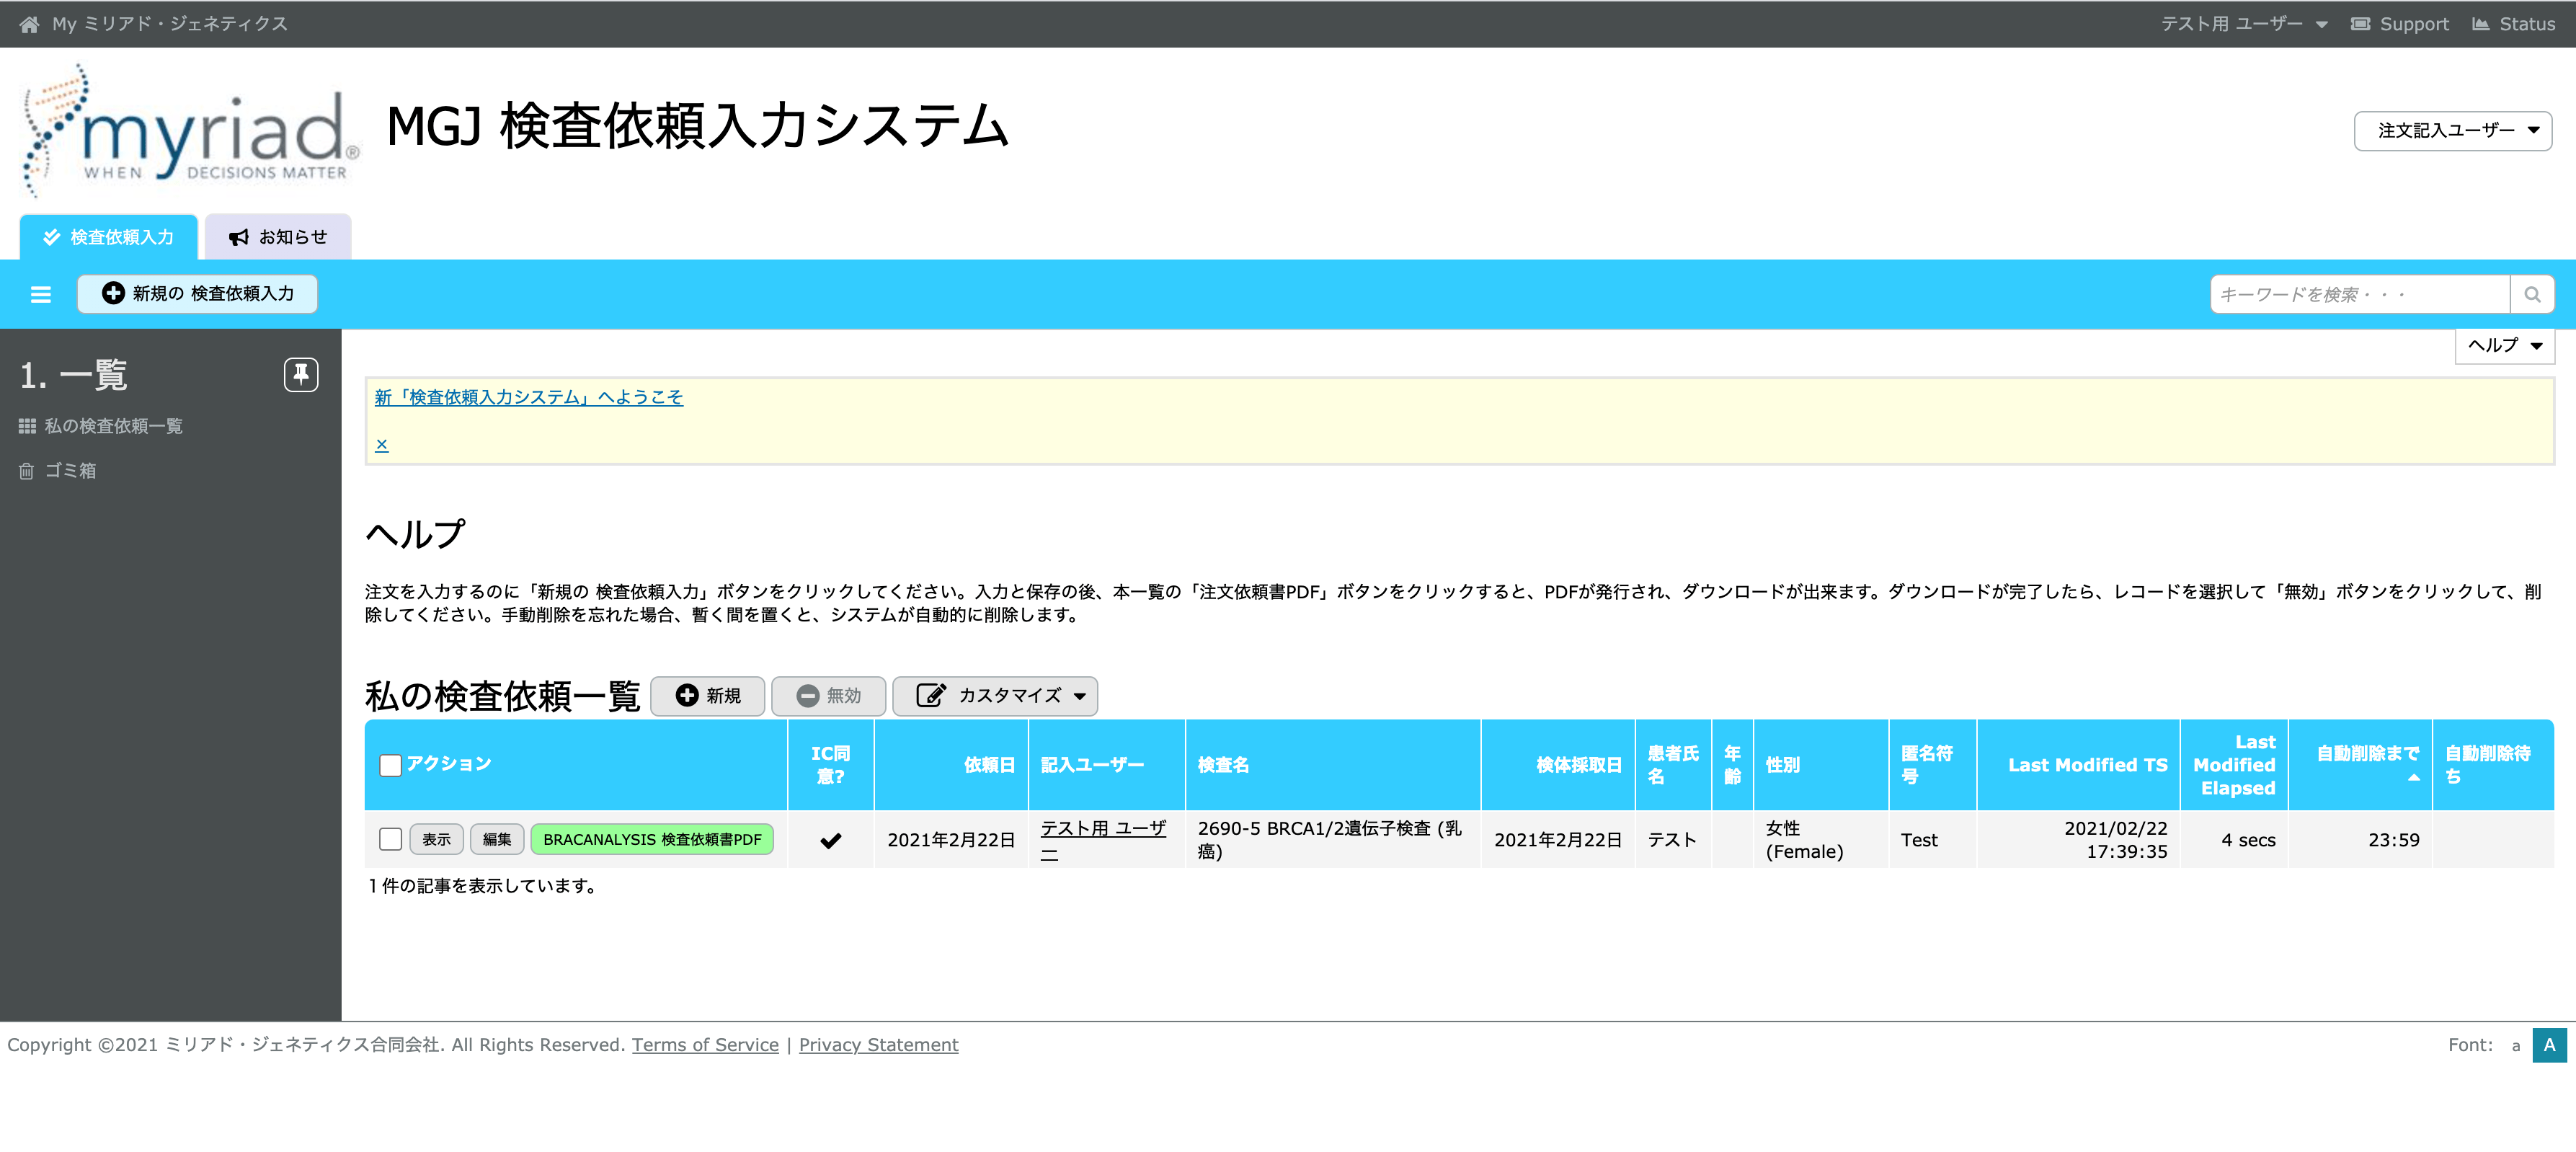 My ミリアド・ジェネティクス
テスト用 ユーザー
Support
Status
myriad®
WHEN DECISIONS MATTER
MGJ 検査依頼入力システム
注文記入ユーザー
検査依頼入力
お知らせ
新規の 検査依頼入力
キーワードを検索・・・
1. 一覧
私の検査依頼一覧
ゴミ箱
ヘルプ
新「検査依頼入力システム」へようこそ
×
ヘルプ
注文を入力するのに「新規の 検査依頼入力」ボタンをクリックしてください。入力と保存の後、本一覧の「注文依頼書PDF」ボタンをクリックすると、PDFが発行され、ダウンロードが出来ます。ダウンロードが完了したら、レコードを選択して「無効」ボタンをクリックして、削
除してください。手動削除を忘れた場合、暫く間を置くと、システムが自動的に削除します。
私の検査依頼一覧
新規
無効
カスタマイズ
アクション
IC同
意?
依頼日
記入ユーザー
検査名
検体採取日
患者氏
名
年
齢
性別
匿名符
号
Last Modified TS
Last
Modified
Elapsed
自動削除まで
自動削除待
ち
表示
編集
BRACANALYSIS 検査依頼書PDF
2021年2月22日
テスト用 ユーザ
ー
2690-5 BRCA1/2遺伝子検査 (乳
癌)
2021年2月22日
テスト
女性
(Female)
Test
2021/02/22
17:39:35
4 secs
23:59
1 件の記事を表示しています。
Copyright ©2021 ミリアド・ジェネティクス合同会社. All Rights Reserved. Terms of Service | Privacy Statement
Font: a A